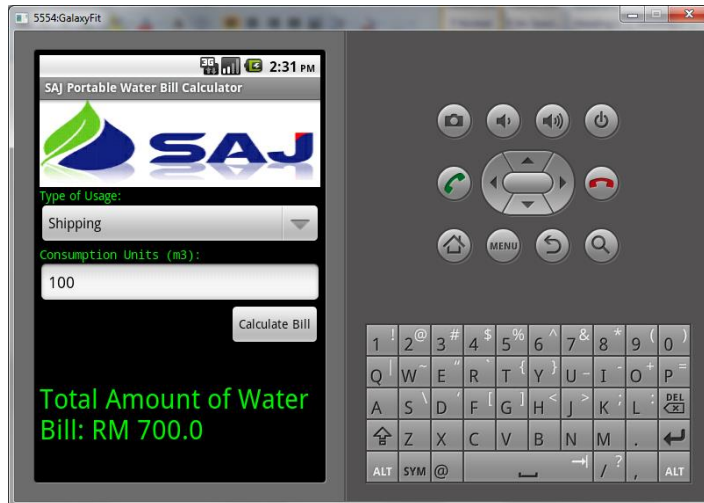 5554:GalaxyFit
3G 2:31 PM
SAJ Portable Water Bill Calculator
SAJ
Type of Usage:
Shipping
Consumption Units (m3):
100
Calculate Bill
Total Amount of Water
Bill: RM 700.0
MENU
1 ! 2 @ 3 # 4 $ 5 % 6 ^ 7 & 8 * 9 ( 0 )
Q | W ~ E " R ` T { Y } U _ I - O + P =
A S \ D ' F [ G ] H < J > K ; L : DEL
Z X C V B N M .
ALT SYM @ / ? , ALT